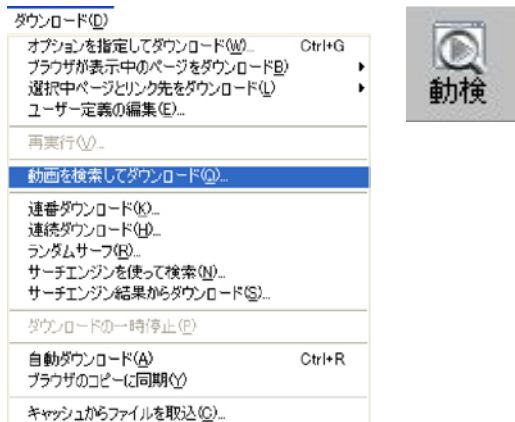 ダウンロード(D)
オプションを指定してダウンロード(W)... Ctrl+G
ブラウザが表示中のページをダウンロードB)
選択中ページとリンク先をダウンロード(L)
ユーザー定義の編集(E)...
再実行(V)...
動画を検索してダウンロード(Q)...
連番ダウンロード(K)...
連続ダウンロード(H)...
ランダムサーフ(R)...
サーチエンジンを使って検索(N)...
サーチエンジン結果からダウンロード(S)...
ダウンロードの一時停止(P)
自動ダウンロード(A) Ctrl+R
ブラウザのコピーに同期(Y)
キャッシュからファイルを取込(C)...
動検